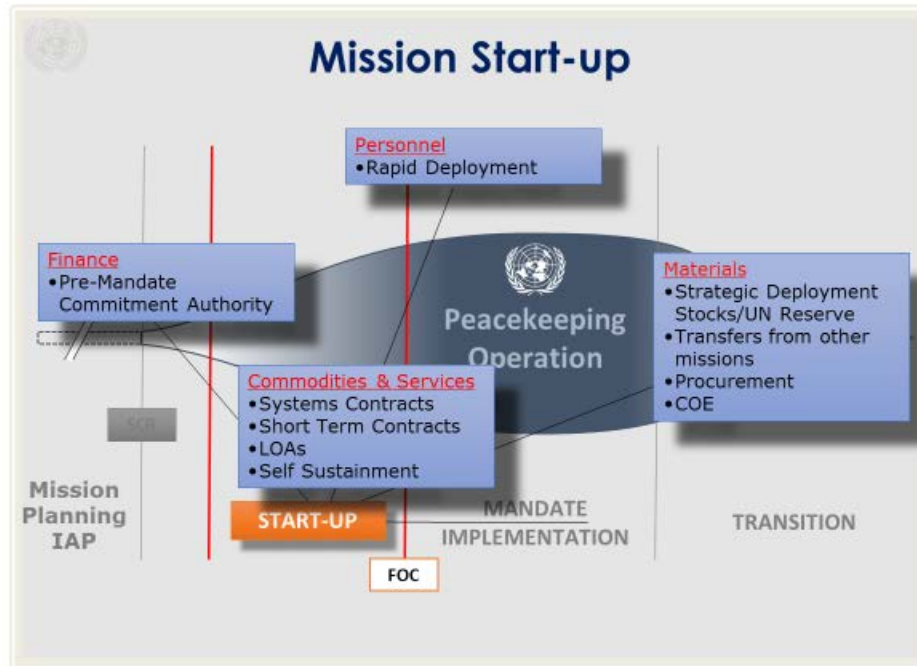 Mission Start-up
Personnel
•Rapid Deployment
Finance
•Pre-Mandate
Commitment Authority
Peacekeeping
Operation
Materials
•Strategic Deployment
Stocks/UN Reserve
•Transfers from other
missions
•Procurement
•COE
Commodities & Services
•Systems Contracts
•Short Term Contracts
•LOAs
•Self Sustainment
SCR
Mission
Planning
IAP
START-UP
MANDATE
IMPLEMENTATION
TRANSITION
FOC